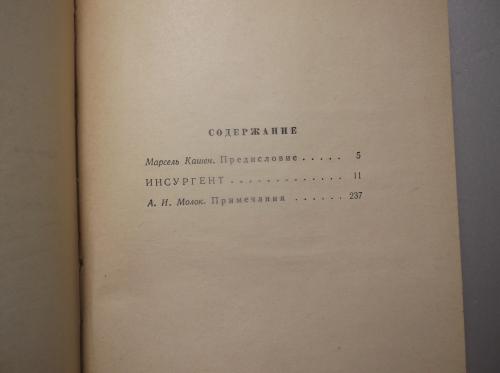 СОДЕРЖАНИЕ
Марсель Кашен. Предисловие . . . . . 5
ИНСУРГЕНТ . . . . . . . . . . . . . 11
А. И. Молок. Примечания . . . . . . 237